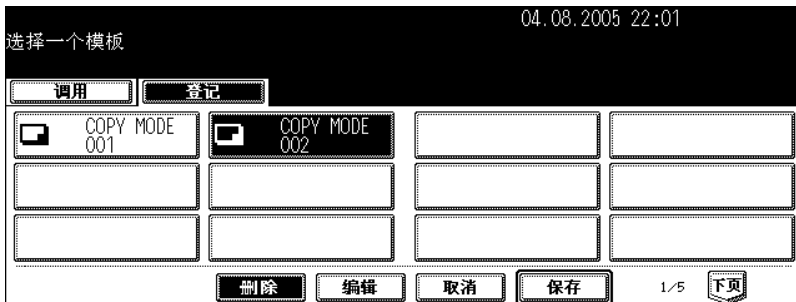 04.08.2005 22:01
选择一个模板
调用 登记
COPY MODE 001
COPY MODE 002
删除 编辑 取消 保存 1/5 下页